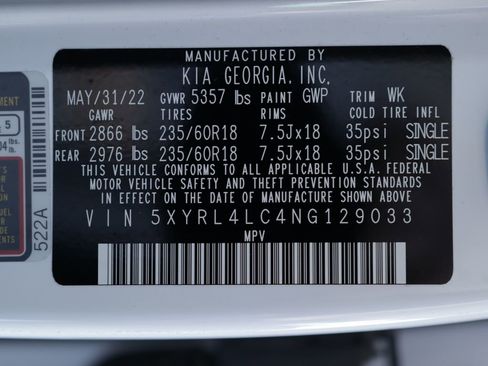 MANUFACTURED BY
KIA GEORGIA. INC.
MAY/31/22 GVWR 5357 lbs PAINT GWP TRIM WK
GAWR TIRES RIMS COLD TIRE INFL
FRONT 2866 lbs 235/60R18 7.5Jx18 35psi SINGLE
REAR 2976 lbs 235/60R18 7.5Jx18 35psi SINGLE
THIS VEHICLE CONFORMS TO ALL APPLICABLE U.S.A. FEDERAL
MOTOR VEHICLE SAFETY, BUMPER, AND THEFT PREVENTION STANDARDS
IN EFFECT ON THE DATE OF MANUFACTURE SHOWN ABOVE.
VIN 5XYRL4LC4NG129033
MPV
5
lbs.
522A